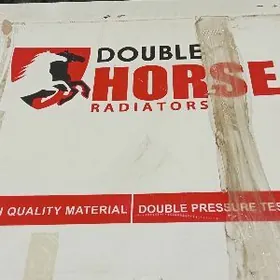 DOUBLE
HORSE
RADIATORS
QUALITY MATERIAL DOUBLE PRESSURE TES